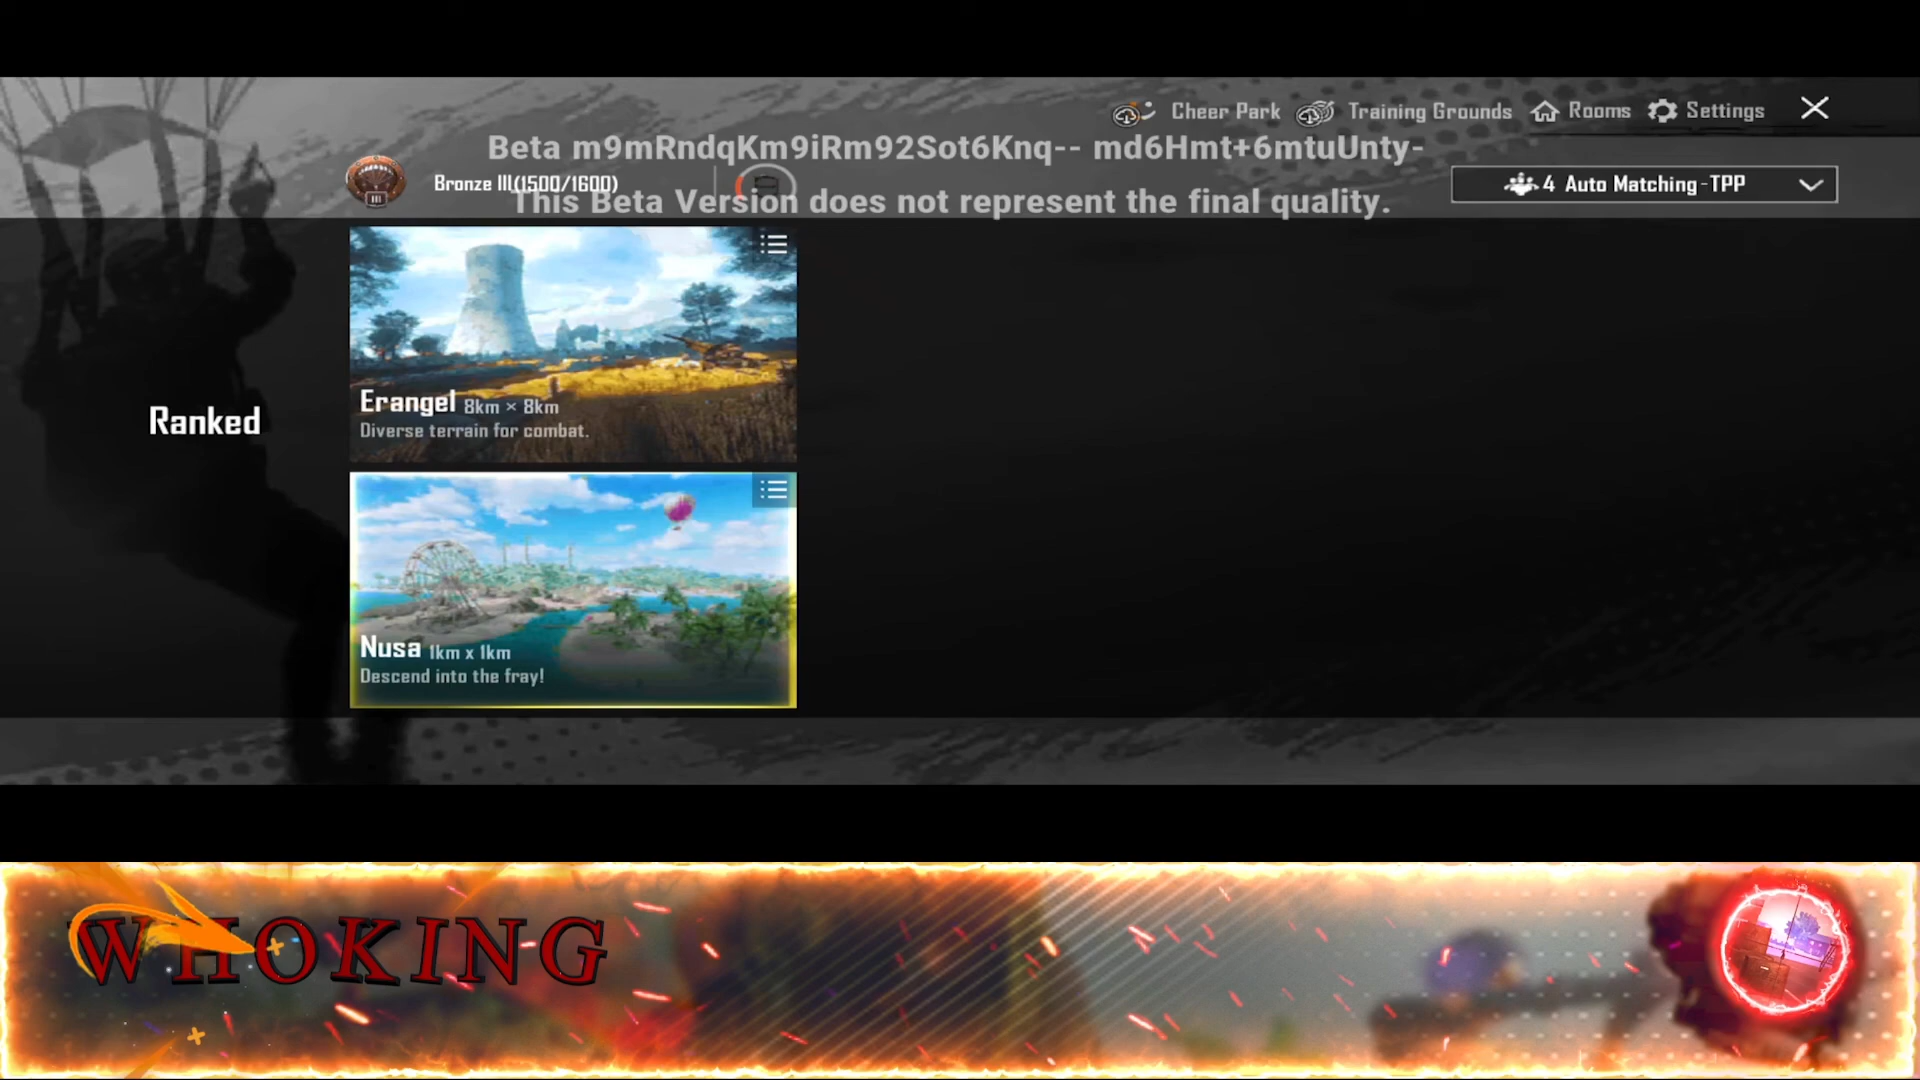 Cheer Park Training Grounds Rooms Settings
Beta m9mRndqKm9iRm92Sot6Knq-- md6Hmt+6mtuUnty-
Bronze III(1500/1600)
4 Auto Matching-TPP
This Beta Version does not represent the final quality.
Ranked
Erangel 8km × 8km
Diverse terrain for combat.
Nusa 1km x 1km
Descend into the fray!
WHOKING